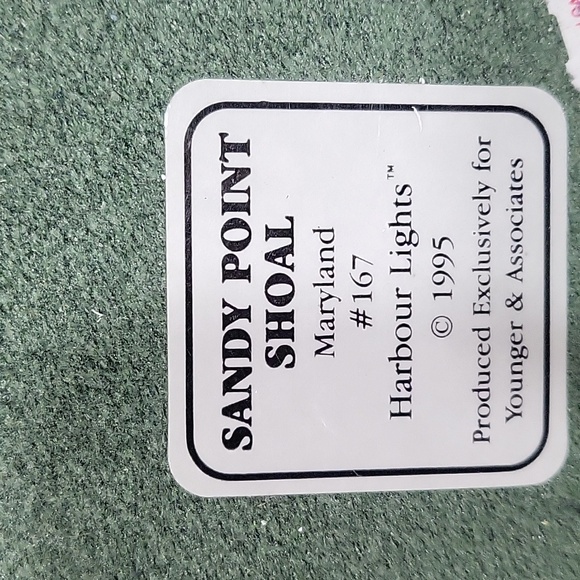 SANDY POINT
SHOAL
Maryland
#167
Harbour Lights™
© 1995
Produced Exclusively for
Younger & Associates